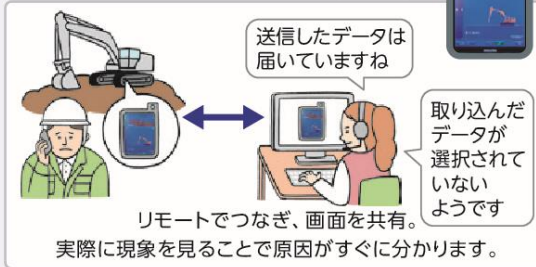 送信したデータは
届いていますね
取り込んだ
データが
選択されて
いない
ようです
リモートでつなぎ、画面を共有。
実際に現象を見ることで原因がすぐに分かります。